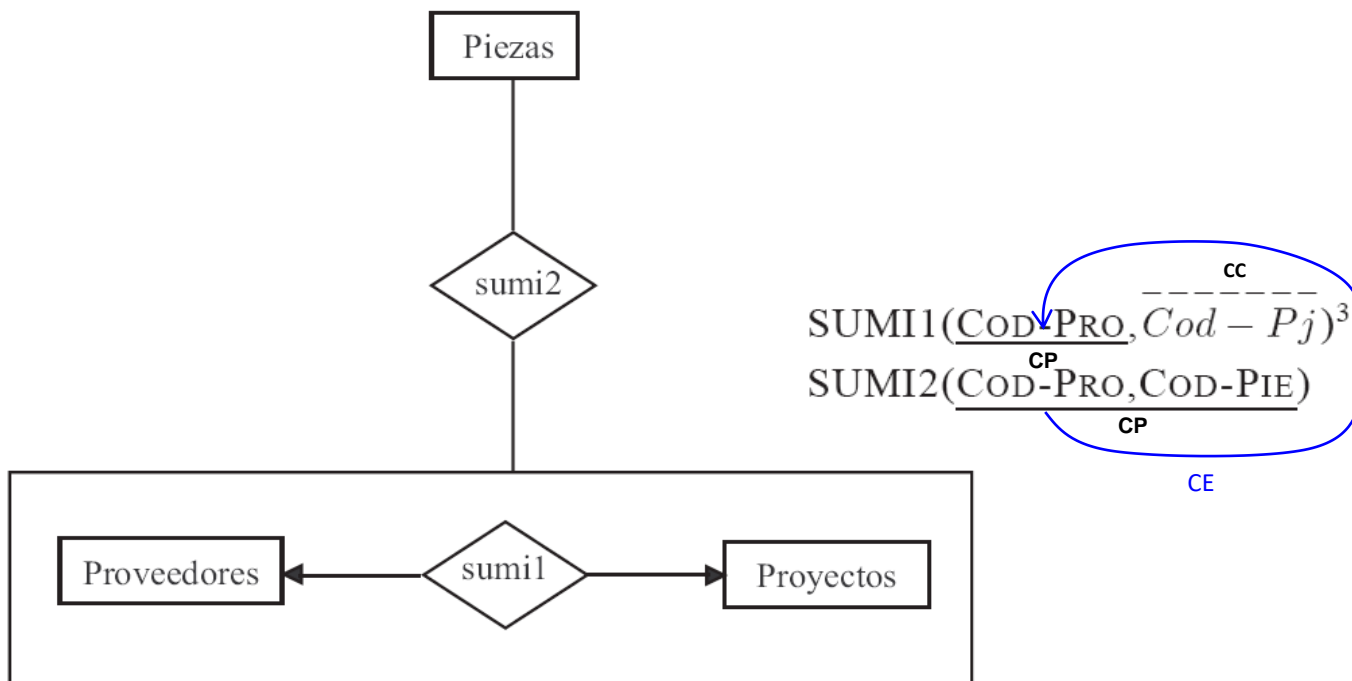 Piezas
sumi2
CC
SUMI1(COD-PRO,Cod − Pj)³
CP
SUMI2(COD-PRO,COD-PIE)
CP
CE
Proveedores
sumi1
Proyectos